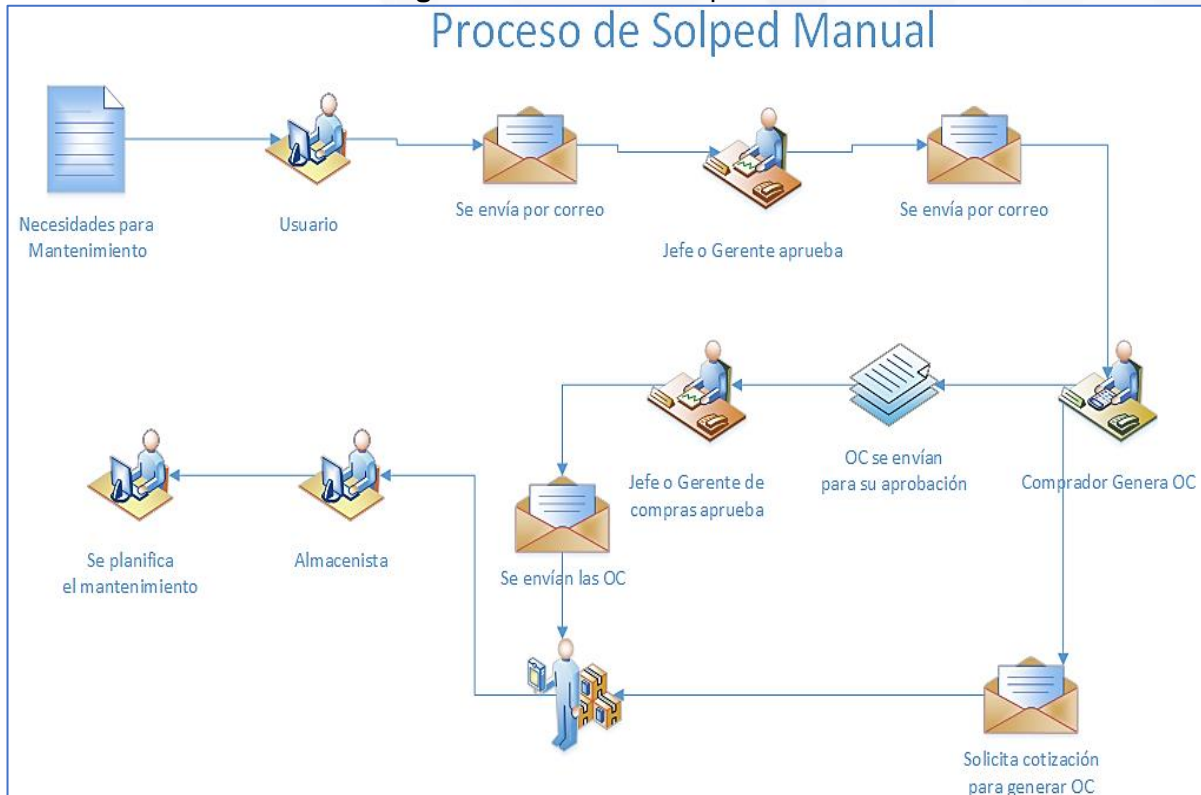 Proceso de Solped Manual
Necesidades para
Mantenimiento
Usuario
Se envía por correo
Jefe o Gerente aprueba
Se envía por correo
Comprador Genera OC
OC se envían
para su aprobación
Jefe o Gerente de
compras aprueba
Se envían las OC
Almacenista
Se planifica
el mantenimiento
Solicita cotización
para generar OC